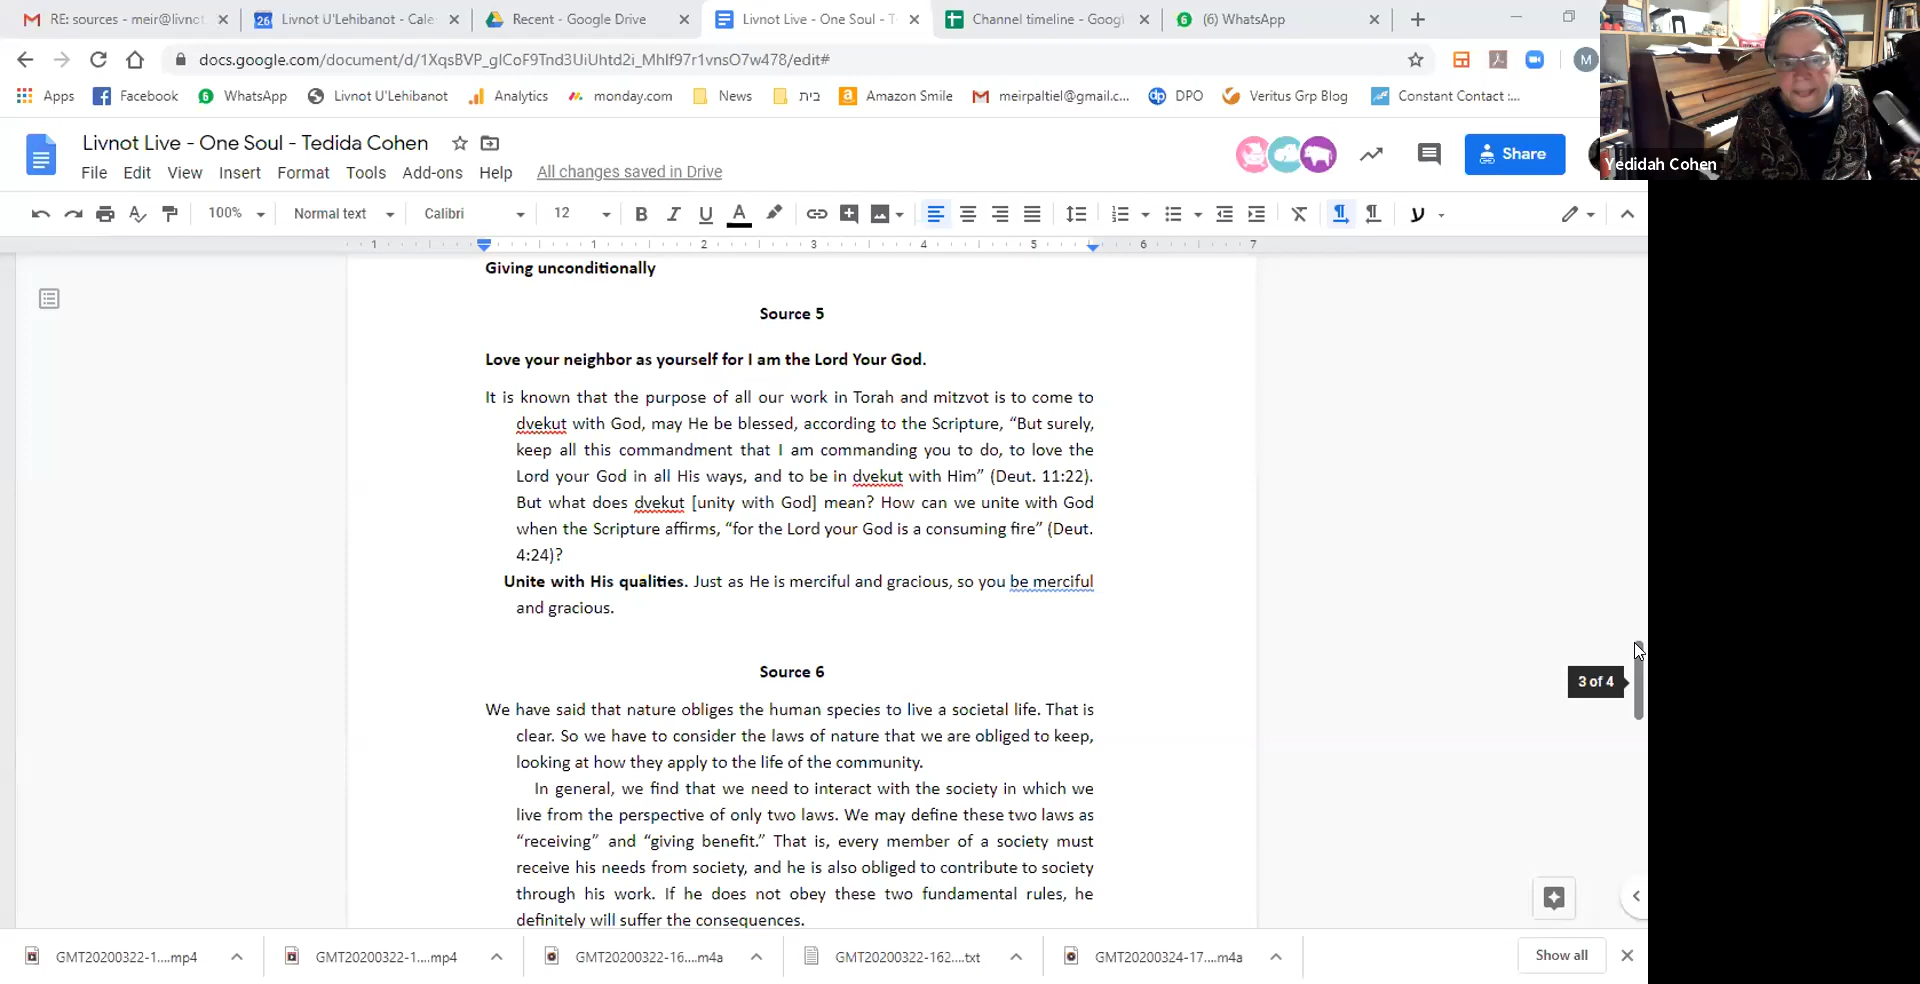 RE: sources - meir@livnot
26 Livnot U'Lehibanot - Cale
Recent - Google Drive
Livnot Live - One Soul - T
Channel timeline - Goog
(6) WhatsApp
docs.google.com/document/d/1XqsBVP_glCoF9Tnd3UiUhtd2i_Mhlf97r1vnsO7w478/edit#
M
Apps
Facebook
6 WhatsApp
Livnot U'Lehibanot
Analytics
monday.com
News
בית
Amazon Smile
meirpaltiel@gmail.c...
dp DPO
Veritus Grp Blog
Constant Contact :...
Yedidah Cohen
Livnot Live - One Soul - Tedida Cohen
Share
File Edit View Insert Format Tools Add-ons Help All changes saved in Drive
100% Normal text Calibri 12 B I U A ע
1 1 2 3 4 5 6 7
Giving unconditionally
Source 5
Love your neighbor as yourself for I am the Lord Your God.
It is known that the purpose of all our work in Torah and mitzvot is to come to
dvekut with God, may He be blessed, according to the Scripture, “But surely,
keep all this commandment that I am commanding you to do, to love the
Lord your God in all His ways, and to be in dvekut with Him” (Deut. 11:22).
But what does dvekut [unity with God] mean? How can we unite with God
when the Scripture affirms, “for the Lord your God is a consuming fire” (Deut.
4:24)?
Unite with His qualities. Just as He is merciful and gracious, so you be merciful
and gracious.
Source 6
3 of 4
We have said that nature obliges the human species to live a societal life. That is
clear. So we have to consider the laws of nature that we are obliged to keep,
looking at how they apply to the life of the community.
In general, we find that we need to interact with the society in which we
live from the perspective of only two laws. We may define these two laws as
“receiving” and “giving benefit.” That is, every member of a society must
receive his needs from society, and he is also obliged to contribute to society
through his work. If he does not obey these two fundamental rules, he
definitely will suffer the consequences.
GMT20200322-1....mp4
GMT20200322-1....mp4
GMT20200322-16....m4a
GMT20200322-162....txt
GMT20200324-17....m4a
Show all